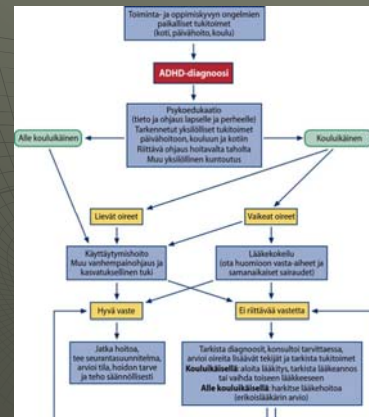 Toiminta- ja oppimiskyvyn ongelmien
paikalliset tukitoimet
(koti, päivähoito, koulu)
ADHD-diagnoosi
Psykoedukaatio
(tieto ja ohjaus lapselle ja perheelle)
Tarkennetut yksilölliset tukitoimet
päivähoitoon, kouluun ja kotiin
Riittävä ohjaus hoitavalta taholta
Muu yksilöllinen kuntoutus
Alle kouluikäinen
Kouluikäinen
Lievät oireet
Vaikeat oireet
Käyttäytymishoito
Muu vanhempainohjaus ja
kasvatuksellinen tuki
Lääkekokeilu
(ota huomioon vasta-aiheet ja
samanaikaiset sairaudet)
Hyvä vaste
Ei riittävää vastetta
Jatka hoitoa,
tee seurantasuunnitelma,
arvioi tila, hoidon tarve
ja teho säännöllisesti
Tarkista diagnoosit, konsultoi tarvittaessa,
arvioi oireita lisäävät tekijät ja tarkista tukitoimet
Kouluikäisellä: aloita lääkitys, tarkista lääkeannos
tai vaihda toiseen lääkkeeseen
Alle kouluikäisellä: harkitse lääkehoitoa
(erikoislääkärin arvio)